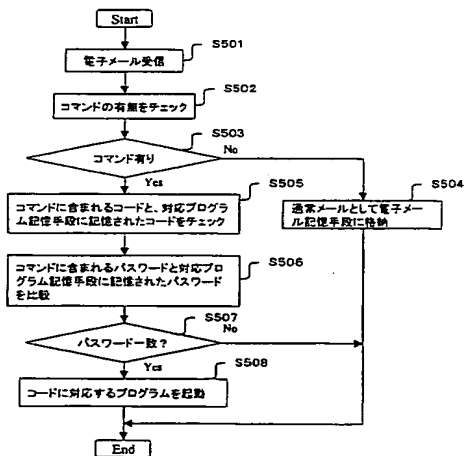 Start
S501
電子メール受信
S502
コマンドの有無をチェック
S503
コマンド有り
No
Yes
S505
S504
コマンドに含まれるコードと、対応プログラ
ム記憶手段に記憶されたコードをチェック
通常メールとして電子メー
ル記憶手段に格納
S506
コマンドに含まれるパスワードと対応プロ
グラム記憶手段に記憶されたパスワード
を比較
S507
No
パスワード一致?
Yes
S508
コードに対応するプログラムを起動
End